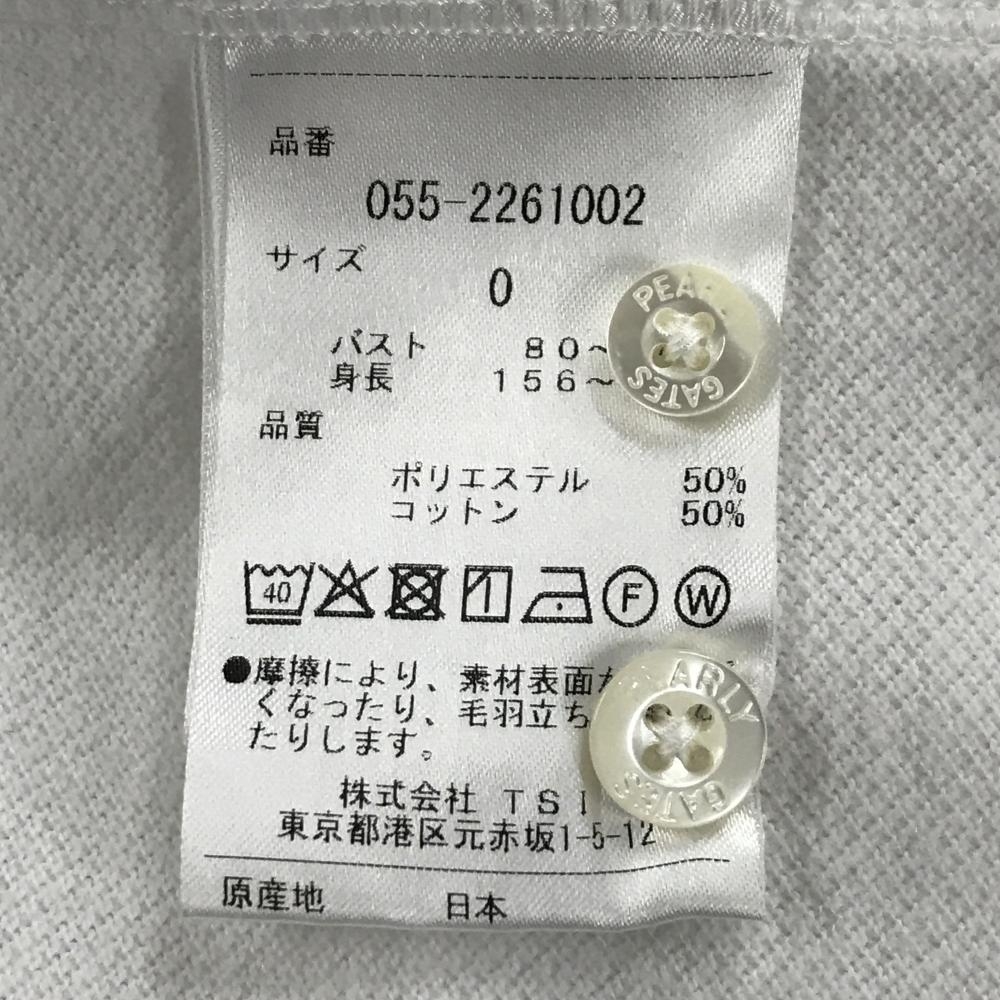 品番
055-2261002
サイズ
0
バスト 80~
身長 156~
PEA
GATES
品質
ポリエステル 50%
コットン 50%
40 F W
●摩擦により、素材表面が
くなったり、毛羽立ち
たりします。
ARLY
GATES
株式会社 TSI
東京都港区元赤坂1-5-12
原産地 日本